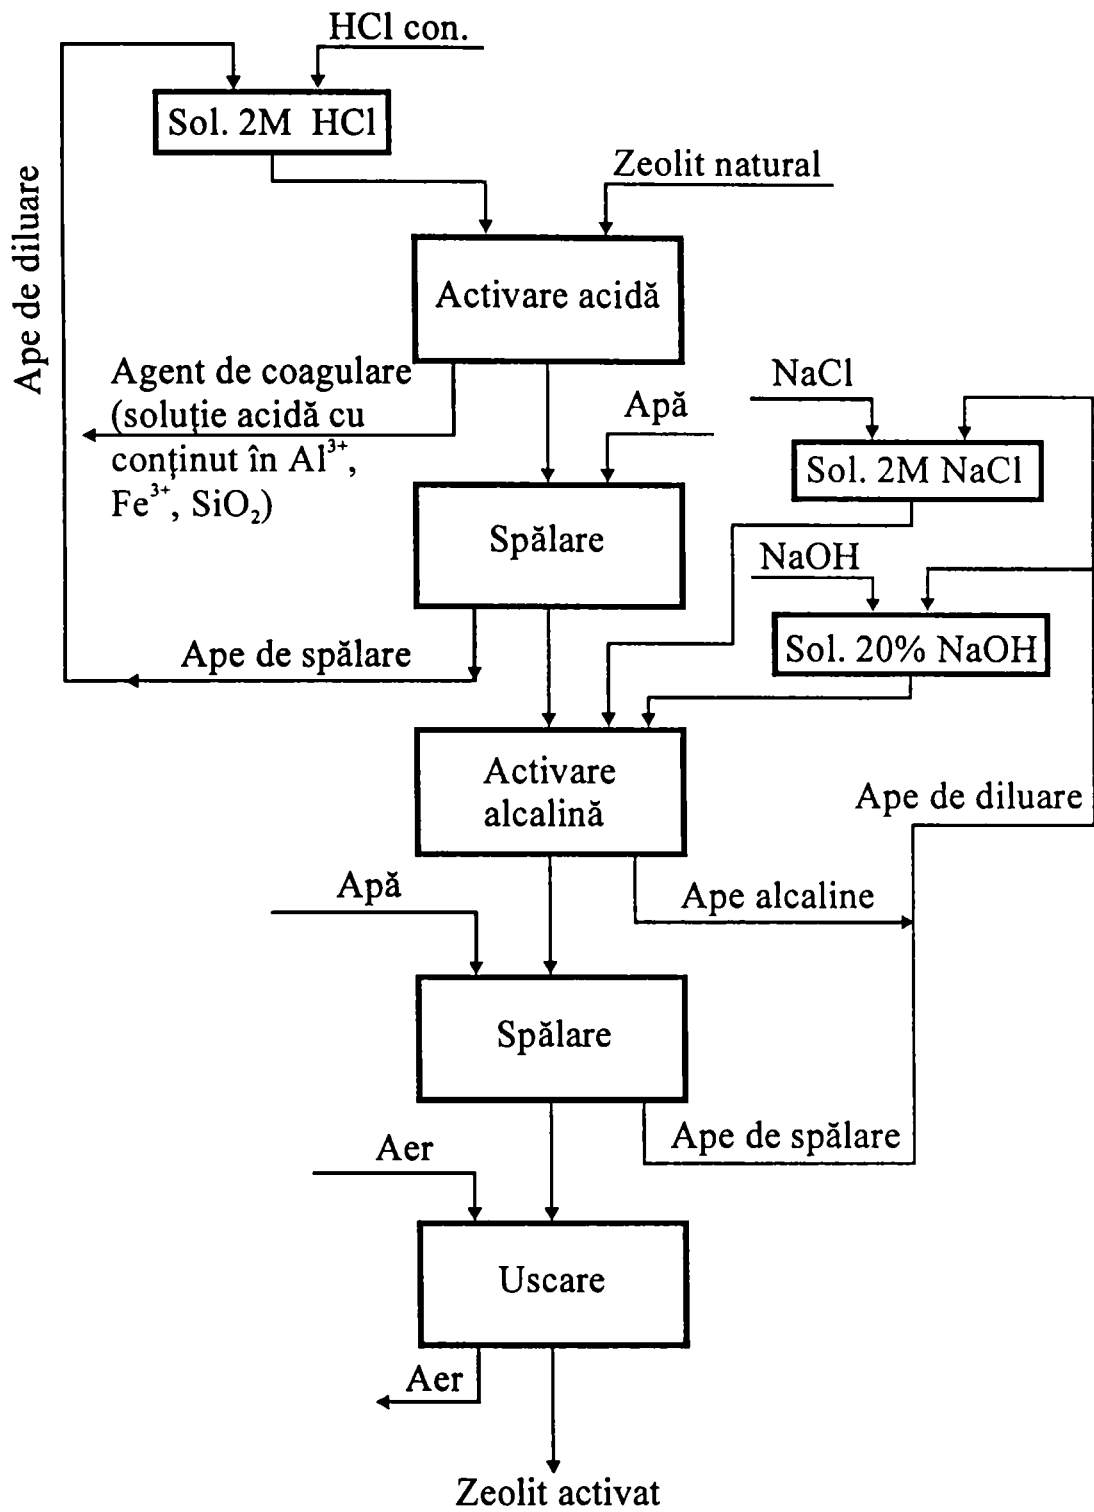 HCl con.
Sol. 2M HCl
Zeolit natural
Ape de diluare
Activare acidă
Agent de coagulare
(soluție acidă cu
conținut în Al³⁺,
Fe³⁺, SiO₂)
NaCl
Apă
Sol. 2M NaCl
Spălare
NaOH
Sol. 20% NaOH
Ape de spălare
Activare
alcalină
Ape de diluare
Apă
Ape alcaline
Spălare
Ape de spălare
Aer
Uscare
Aer
Zeolit activat